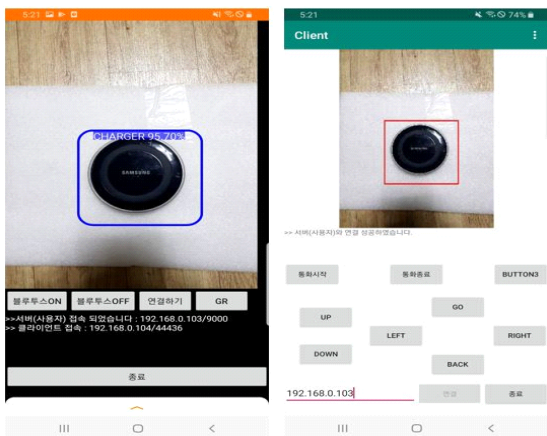 5:21
CHARGER 95.70%
SAMSUNG
블루투스ON
블루투스OFF
연결하기
GR
>>서버(사용자) 접속 되었습니다 : 192.168.0.103/9000
>> 클라이언트 접속 : 192.168.0.104/44436
종료
5:21
74%
Client
SAMSUNG
>> 서버(사용자)와 연결 성공하였습니다.
통화시작
통화종료
BUTTON3
UP
GO
LEFT
RIGHT
DOWN
BACK
192.168.0.103
연결
종료